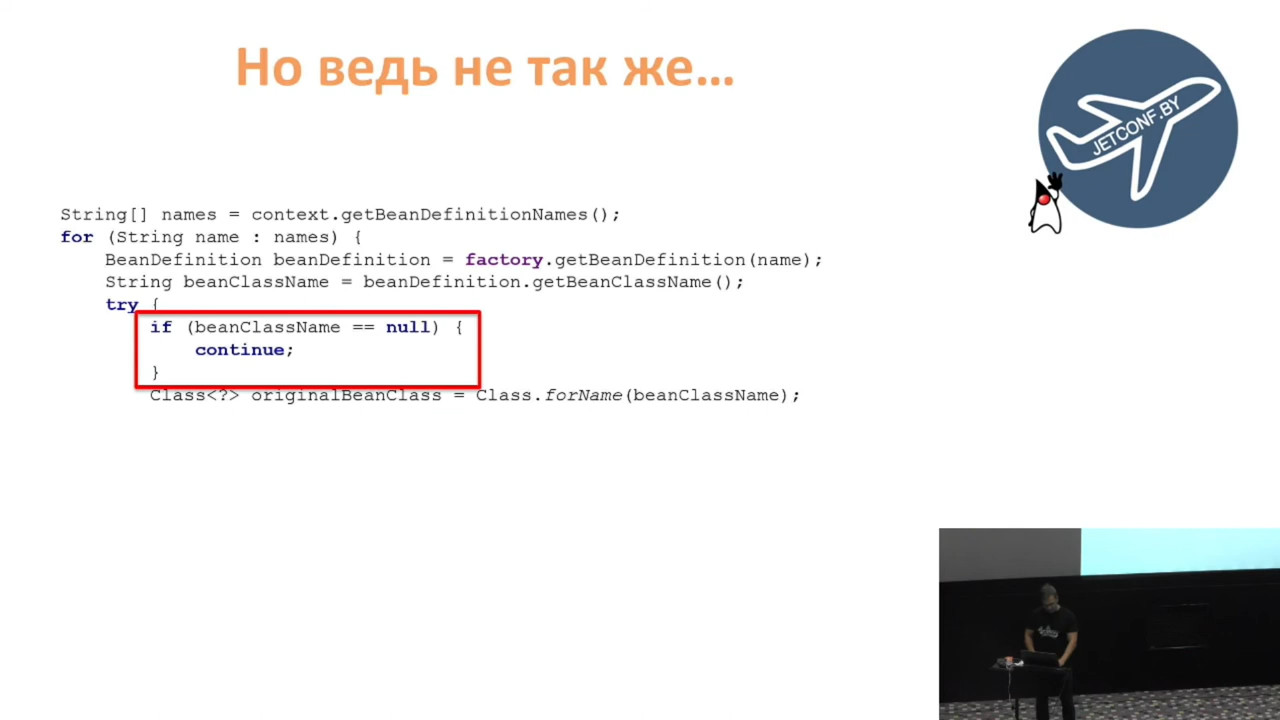 Но ведь не так же…
JETCONF.BY
String[] names = context.getBeanDefinitionNames();
for (String name : names) {
BeanDefinition beanDefinition = factory.getBeanDefinition(name);
String beanClassName = beanDefinition.getBeanClassName();
try {
if (beanClassName == null) {
continue;
}
Class<?> originalBeanClass = Class.forName(beanClassName);